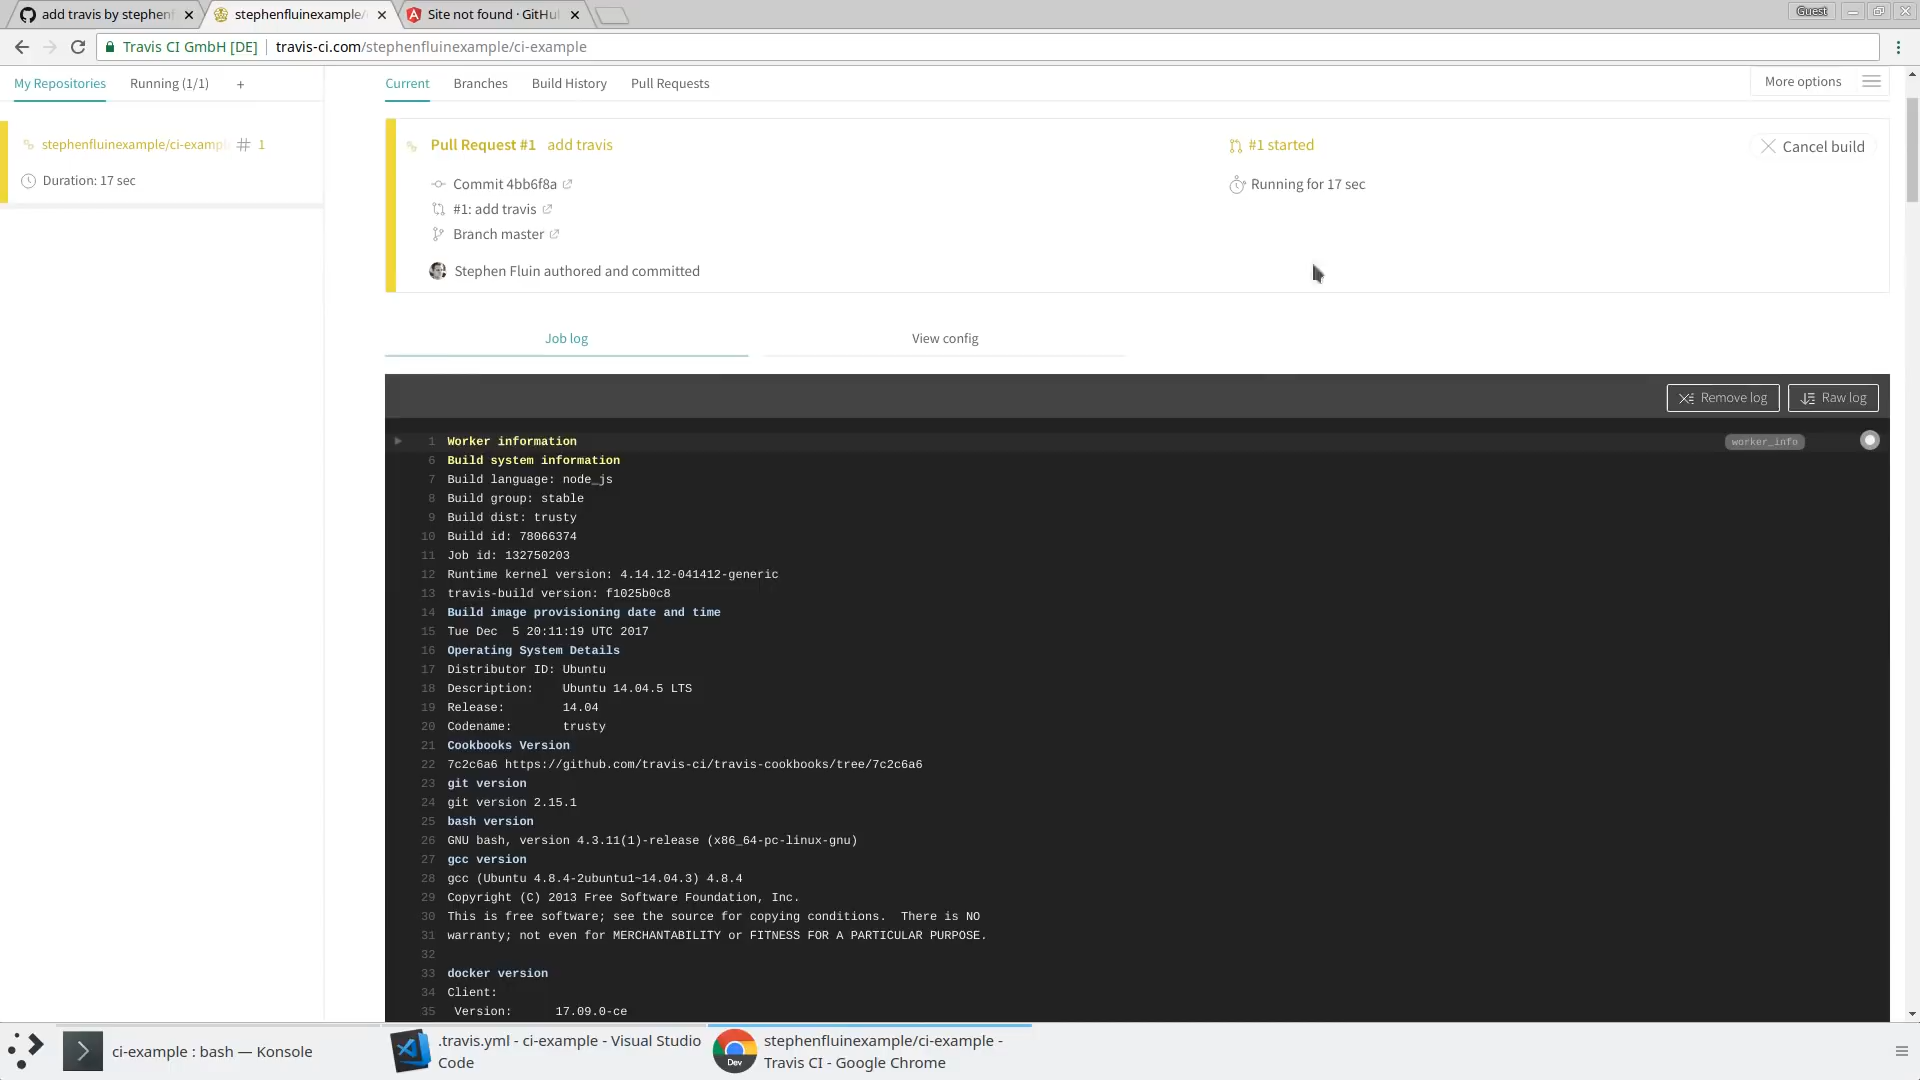 add travis by stephenf
stephenfluinexample/
Site not found · GitHu
Guest
Travis CI GmbH [DE]
travis-ci.com/stephenfluinexample/ci-example
My Repositories
Running (1/1)
+
Current
Branches
Build History
Pull Requests
More options
stephenfluinexample/ci-exampl
# 1
Duration: 17 sec
Pull Request #1 add travis
#1 started
Cancel build
Commit 4bb6f8a
Running for 17 sec
#1: add travis
Branch master
Stephen Fluin authored and committed
Job log
View config
Remove log
Raw log
1 Worker information
worker_info
6 Build system information
7 Build language: node_js
8 Build group: stable
9 Build dist: trusty
10 Build id: 78066374
11 Job id: 132750203
12 Runtime kernel version: 4.14.12-041412-generic
13 travis-build version: f1025b0c8
14 Build image provisioning date and time
15 Tue Dec  5 20:11:19 UTC 2017
16 Operating System Details
17 Distributor ID: Ubuntu
18 Description:    Ubuntu 14.04.5 LTS
19 Release:        14.04
20 Codename:       trusty
21 Cookbooks Version
22 7c2c6a6 https://github.com/travis-ci/travis-cookbooks/tree/7c2c6a6
23 git version
24 git version 2.15.1
25 bash version
26 GNU bash, version 4.3.11(1)-release (x86_64-pc-linux-gnu)
27 gcc version
28 gcc (Ubuntu 4.8.4-2ubuntu1~14.04.3) 4.8.4
29 Copyright (C) 2013 Free Software Foundation, Inc.
30 This is free software; see the source for copying conditions.  There is NO
31 warranty; not even for MERCHANTABILITY or FITNESS FOR A PARTICULAR PURPOSE.
32
33 docker version
34 Client:
35  Version:      17.09.0-ce
ci-example : bash — Konsole
.travis.yml - ci-example - Visual Studio
Code
Dev
stephenfluinexample/ci-example -
Travis CI - Google Chrome